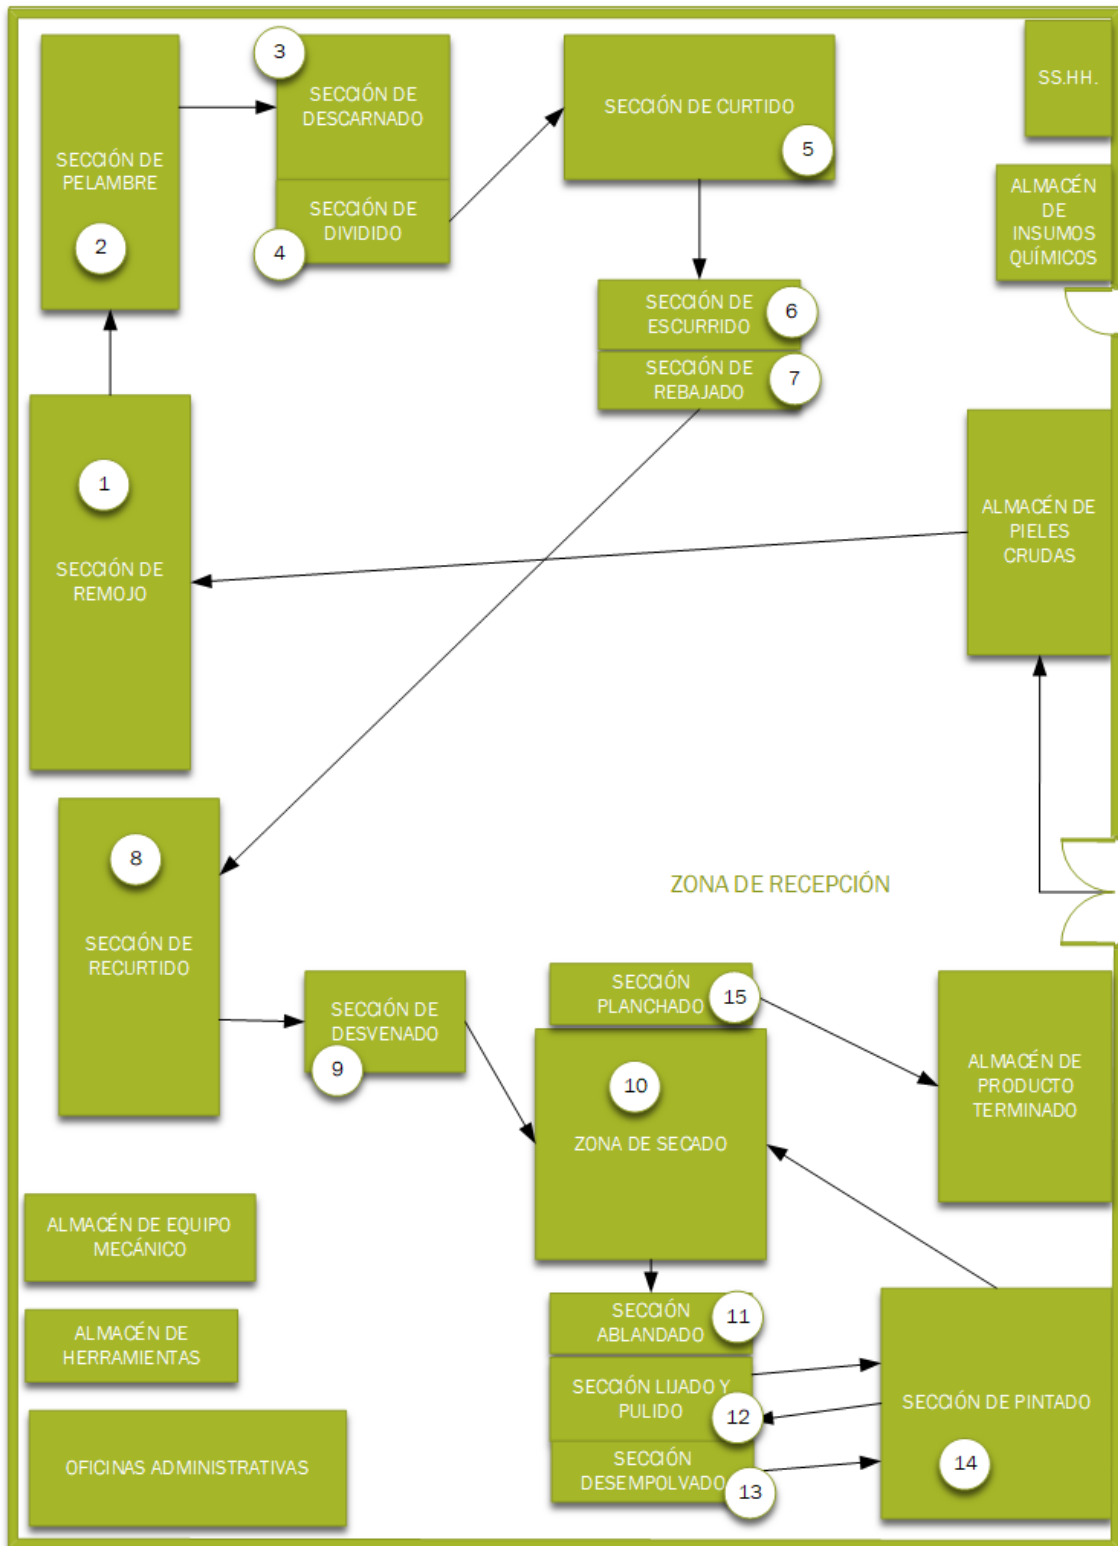 3
SECCIÓN DE
DESCARNADO
SECCIÓN DE CURTIDO
5
SS.HH.
SECCIÓN DE
PELAMBRE
2
SECCIÓN DE
DIVIDIDO
4
ALMACÉN
DE
INSUMOS
QUÍMICOS
SECCIÓN DE
ESCURRIDO
6
SECCIÓN DE
REBAJADO
7
1
SECCIÓN DE
REMOJO
ALMACÉN DE
PIELES
CRUDAS
8
SECCIÓN DE
RECURTIDO
ZONA DE RECEPCIÓN
SECCIÓN DE
DESVENADO
9
SECCIÓN
PLANCHADO
15
10
ZONA DE SECADO
ALMACÉN DE
PRODUCTO
TERMINADO
ALMACÉN DE EQUIPO
MECÁNICO
ALMACÉN DE
HERRAMIENTAS
OFICINAS ADMINISTRATIVAS
SECCIÓN
ABLANDADO
11
SECCIÓN LIJADO Y
PULIDO
12
SECCIÓN
DESEMPOLVADO
13
SECCIÓN DE PINTADO
14